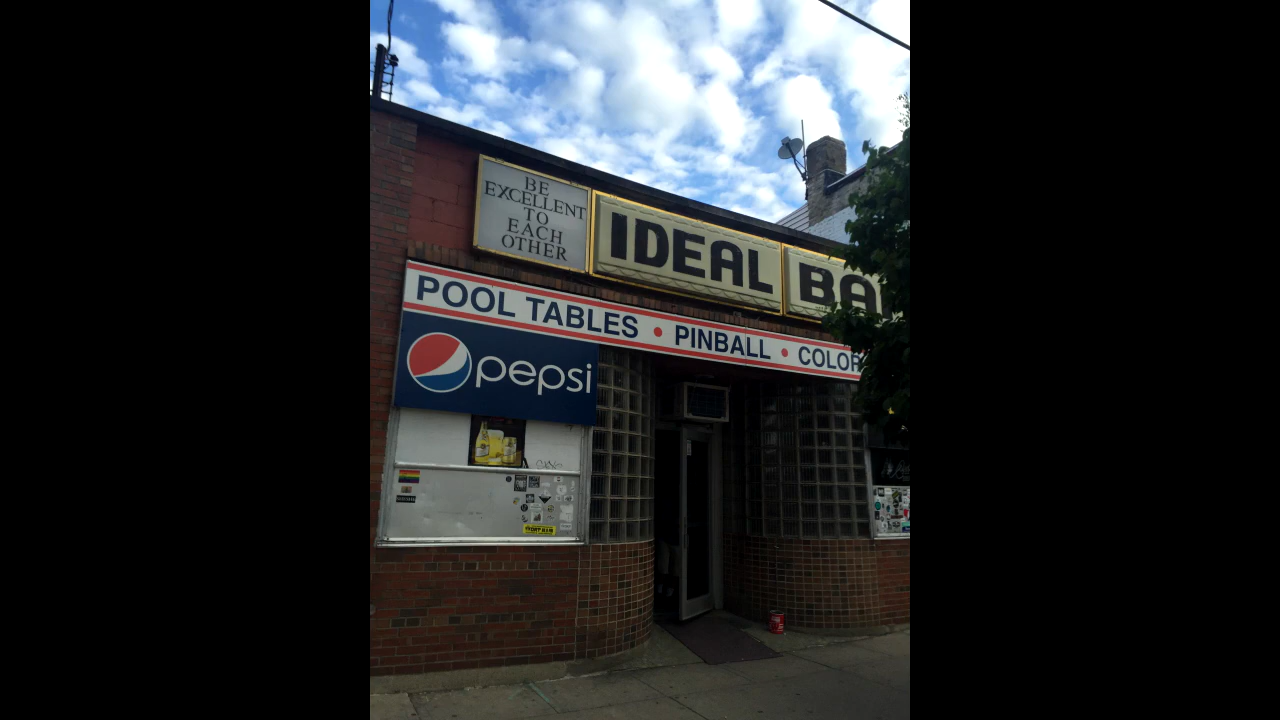 BE
EXCELLENT
TO
EACH
OTHER
IDEAL BA
POOL TABLES • PINBALL • COLOR
pepsi